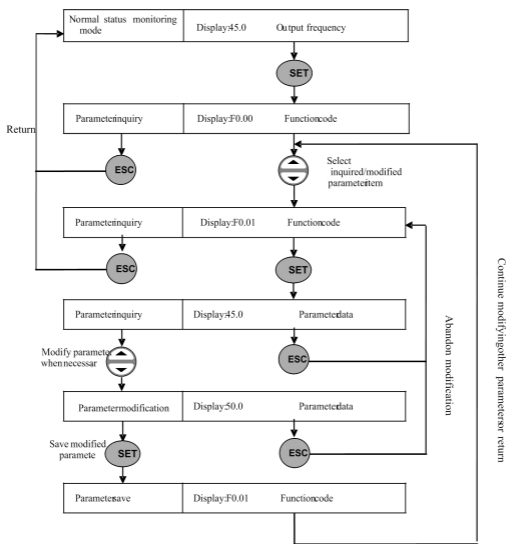 Normal status monitoring
mode
Display:45.0 Output frequency
SET
Parameterinquiry Display:F0.00 Functioncode
Return
ESC
Select
inquired/modified
parameteritem
Parameterinquiry Display:F0.01 Functioncode
ESC
SET
Parameterinquiry Display:45.0 Parameterdata
Modify parameter
whennecessar
ESC
Parametermodification Display:50.0 Parameterdata
Save modified
paramete
SET
ESC
Parametersave Display:F0.01 Functioncode
Abandon modification
Continue modifyingother parametersor return